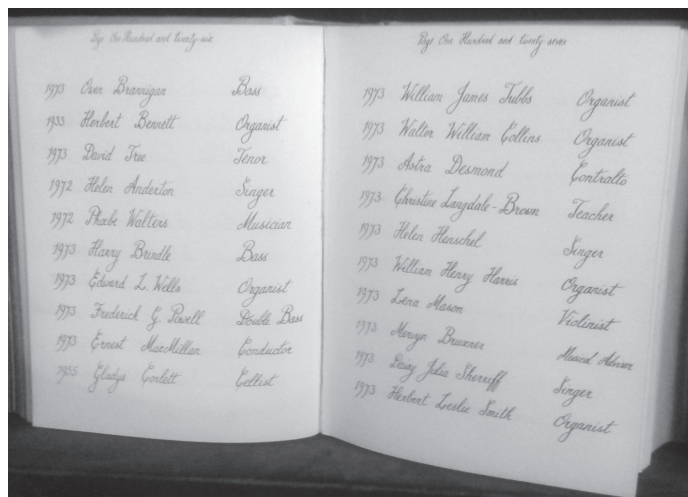 Page One Hundred and twenty-six
1973 Owen Brannigan Bass
1933 Herbert Bennett Organist
1973 David Tree Tenor
1972 Helen Anderton Singer
1972 Phoebe Walters Musician
1973 Harry Brindle Bass
1973 Edward L. Wells Organist
1973 Frederick G. Powell Double Bass
1973 Ernest MacMillan Conductor
1955 Gladys Corlett Cellist
Page One Hundred and twenty seven
1973 William James Tubbs Organist
1973 Walter William Collins Organist
1973 Astra Desmond Contralto
1973 Christine Langdale-Brown Teacher
1973 Helen Henschel Singer
1973 William Henry Harris Organist
1973 Lena Mason Violinist
1973 Mervyn Bruxner Musical Adviser
1973 Daisy Julia Sherreff Singer
1973 Herbert Leslie Smith Organist